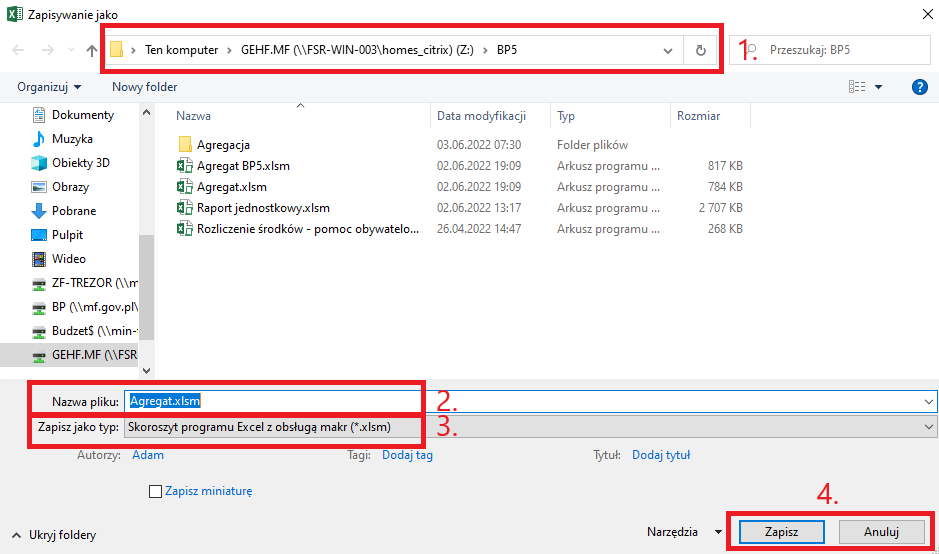 Zapisywanie jako
Ten komputer > GEHF.MF (\\FSR-WIN-003\homes_citrix) (Z:) > BP5
1.
Przeszukaj: BP5
Organizuj Nowy folder
Nazwa Data modyfikacji Typ Rozmiar
Dokumenty
Muzyka
Obiekty 3D
Obrazy
Pobrane
Pulpit
Wideo
ZF-TREZOR (\\m
BP (\\mf.gov.pl\
Budzet$ (\\min-
GEHF.MF (\\FSR
Agregacja 03.06.2022 07:30 Folder plików
Agregat BP5.xlsm 02.06.2022 19:09 Arkusz programu ... 817 KB
Agregat.xlsm 02.06.2022 19:09 Arkusz programu ... 784 KB
Raport jednostkowy.xlsm 02.06.2022 13:17 Arkusz programu ... 2 707 KB
Rozliczenie środków - pomoc obywatelo... 26.04.2022 14:47 Arkusz programu ... 268 KB
Nazwa pliku: Agregat.xlsm 2.
Zapisz jako typ: Skoroszyt programu Excel z obsługą makr (*.xlsm) 3.
Autorzy: Adam Tagi: Dodaj tag Tytuł: Dodaj tytuł
Zapisz miniaturę
4.
Ukryj foldery Narzędzia Zapisz Anuluj